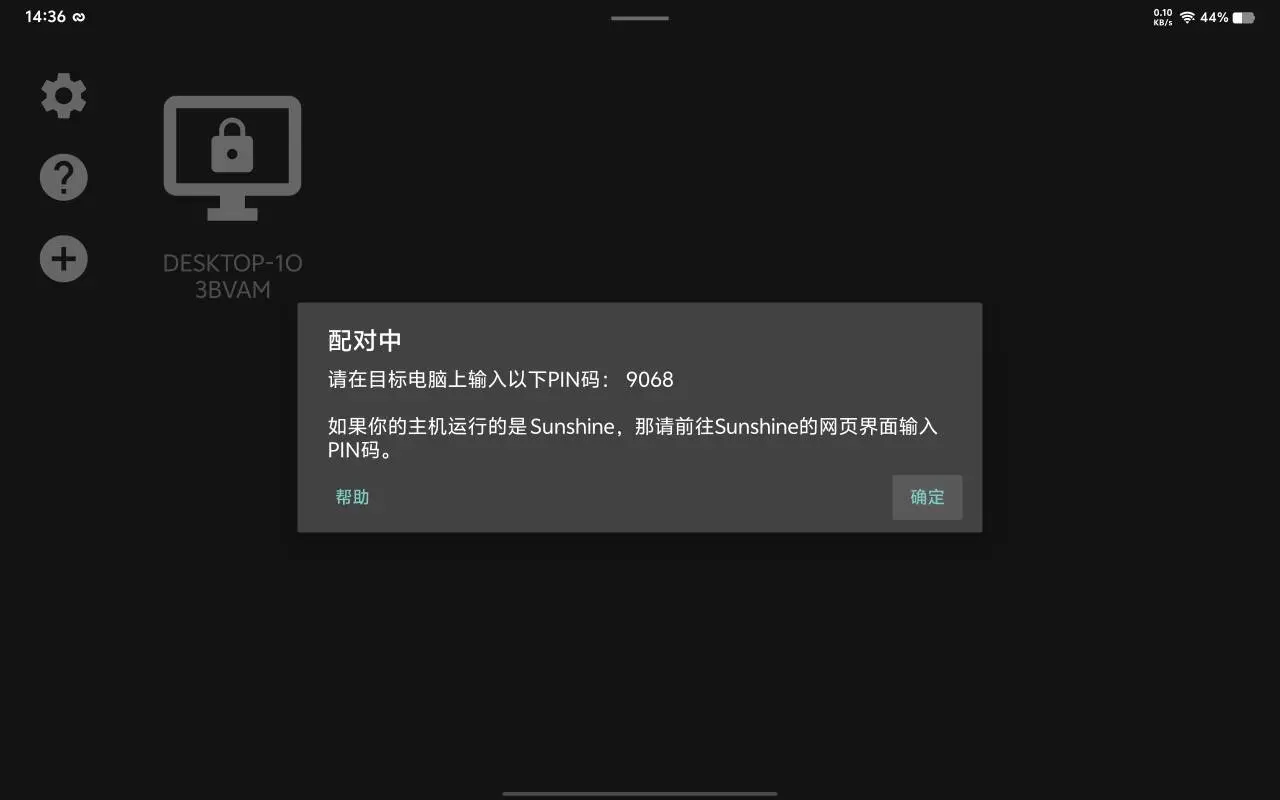 14:36
0.10
KB/s
44%
DESKTOP-1O
3BVAM
配对中
请在目标电脑上输入以下PIN码： 9068
如果你的主机运行的是Sunshine，那请前往Sunshine的网页界面输入
PIN码。
帮助
确定